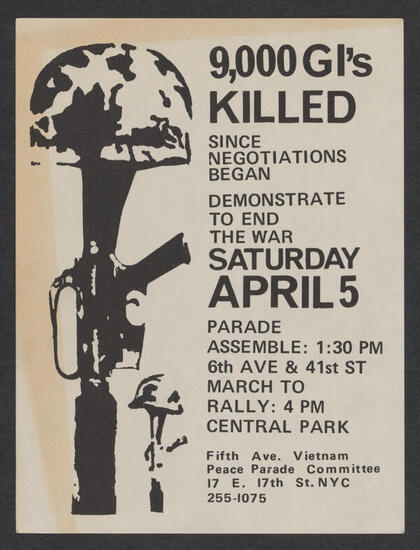 9,000 GI's
KILLED
SINCE
NEGOTIATIONS
BEGAN
DEMONSTRATE
TO END
THE WAR
SATURDAY
APRIL 5
PARADE
ASSEMBLE: 1:30 PM
6th AVE & 41st ST
MARCH TO
RALLY: 4 PM
CENTRAL PARK
Fifth Ave. Vietnam
Peace Parade Committee
17 E. 17th St. NYC
255-1075